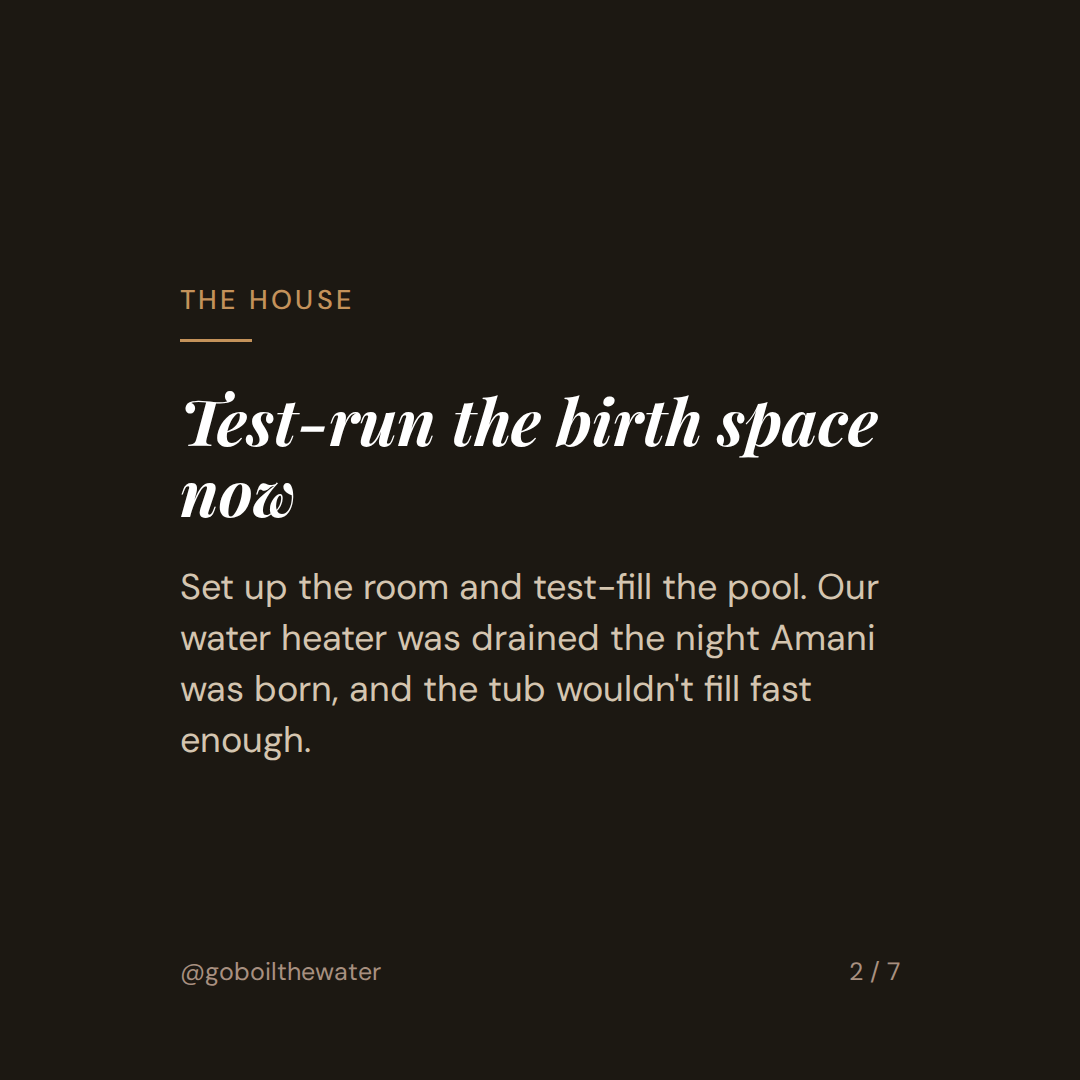 THE HOUSE
Test-run the birth space
now
Set up the room and test-fill the pool. Our
water heater was drained the night Amani
was born, and the tub wouldn't fill fast
enough.
@goboilthewater
2 / 7